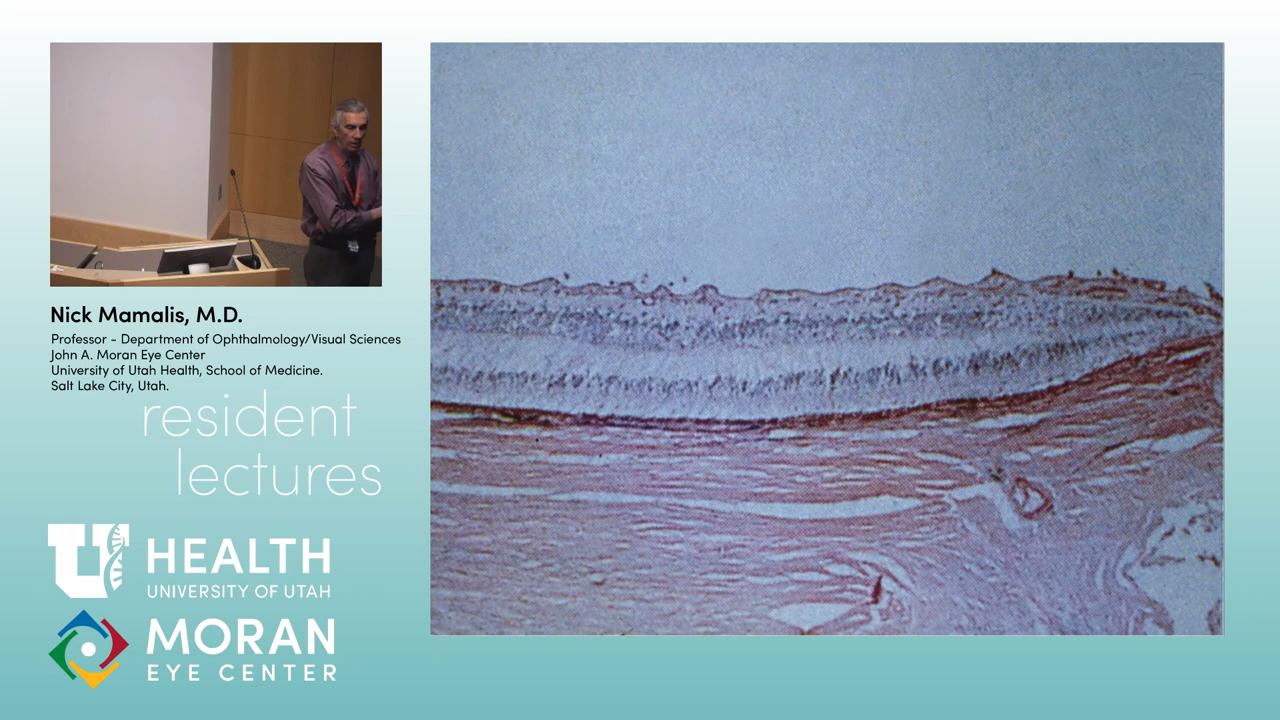 Nick Mamalis, M.D.
Professor - Department of Ophthalmology/Visual Sciences
John A. Moran Eye Center
University of Utah Health, School of Medicine.
Salt Lake City, Utah.
resident
lectures
U HEALTH
UNIVERSITY OF UTAH
MORAN
EYE CENTER